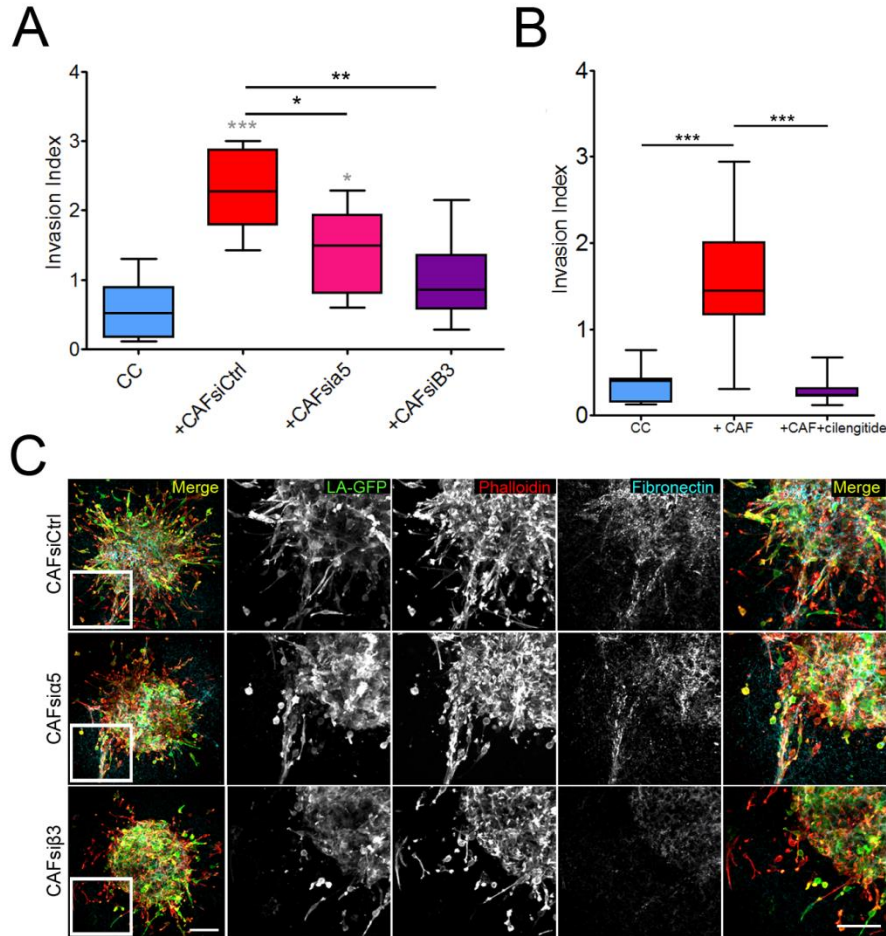 A
B
**
*
***
*
Invasion Index
4
3
2
1
0
CC
+CAFsiCtrl
+CAFsia5
+CAFsiB3
***
***
Invasion Index
4
3
2
1
0
CC
+ CAF
+CAF+cilengitide
C
Merge
LA-GFP
Phalloidin
Fibronectin
Merge
CAFsiCtrl
CAFsiα5
CAFsiβ3